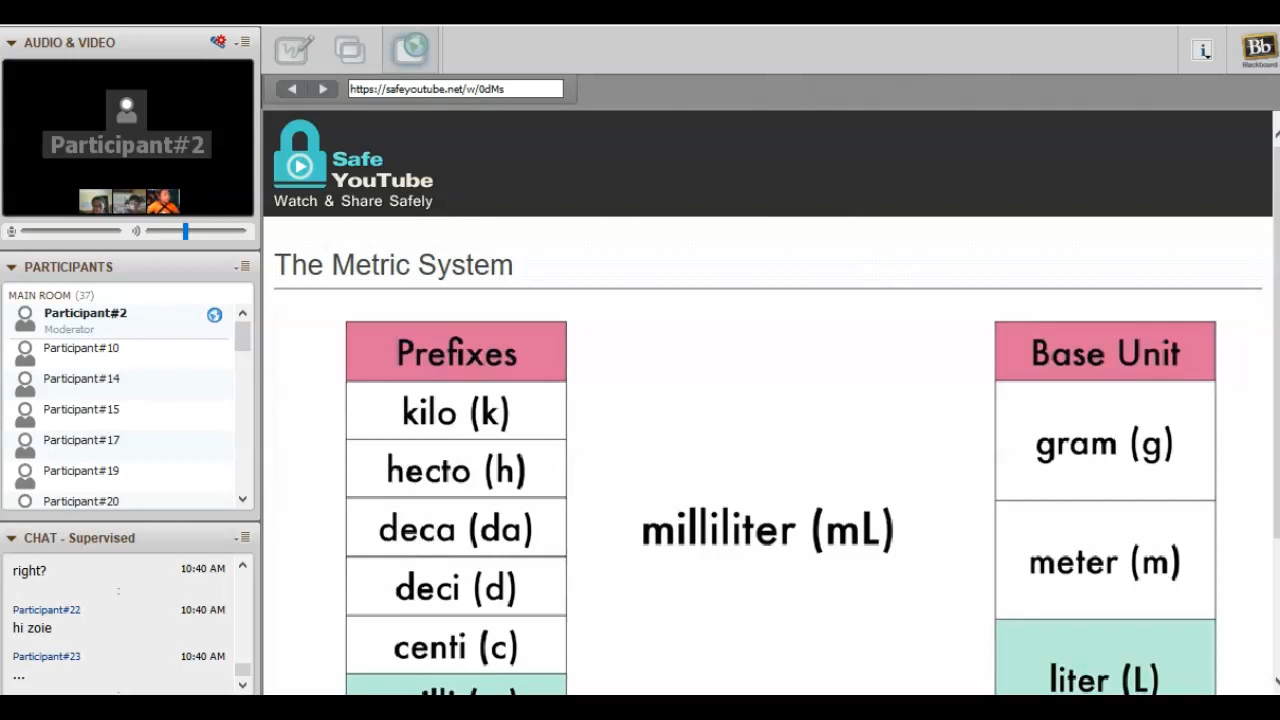 AUDIO & VIDEO
Participant#2
PARTICIPANTS
MAIN ROOM (37)
Participant#2
Moderator
Participant#10
Participant#14
Participant#15
Participant#17
Participant#19
Participant#20
CHAT - Supervised
right? 10:40 AM
:
Participant#22 10:40 AM
hi zoie
Participant#23 10:40 AM
...
https://safeyoutube.net/w/0dMs
i
Bb
Blackboard
Safe
YouTube
Watch & Share Safely
The Metric System
Prefixes
kilo (k)
hecto (h)
deca (da)
deci (d)
centi (c)
milliliter (mL)
Base Unit
gram (g)
meter (m)
liter (L)